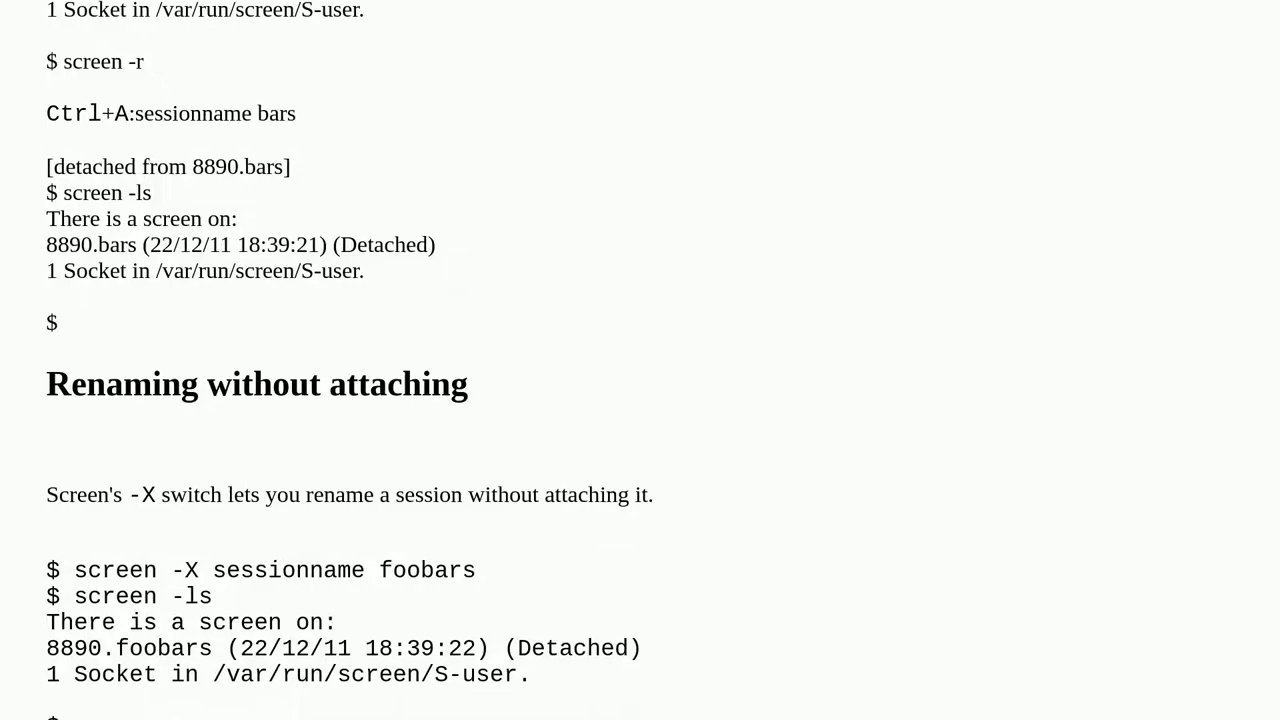 1 Socket in /var/run/screen/S-user.
$ screen -r
Ctrl+A:sessionname bars
[detached from 8890.bars]
$ screen -ls
There is a screen on:
8890.bars (22/12/11 18:39:21) (Detached)
1 Socket in /var/run/screen/S-user.
$
Renaming without attaching
Screen's -X switch lets you rename a session without attaching it.
$ screen -X sessionname foobars
$ screen -ls
There is a screen on:
8890.foobars (22/12/11 18:39:22) (Detached)
1 Socket in /var/run/screen/S-user.
$